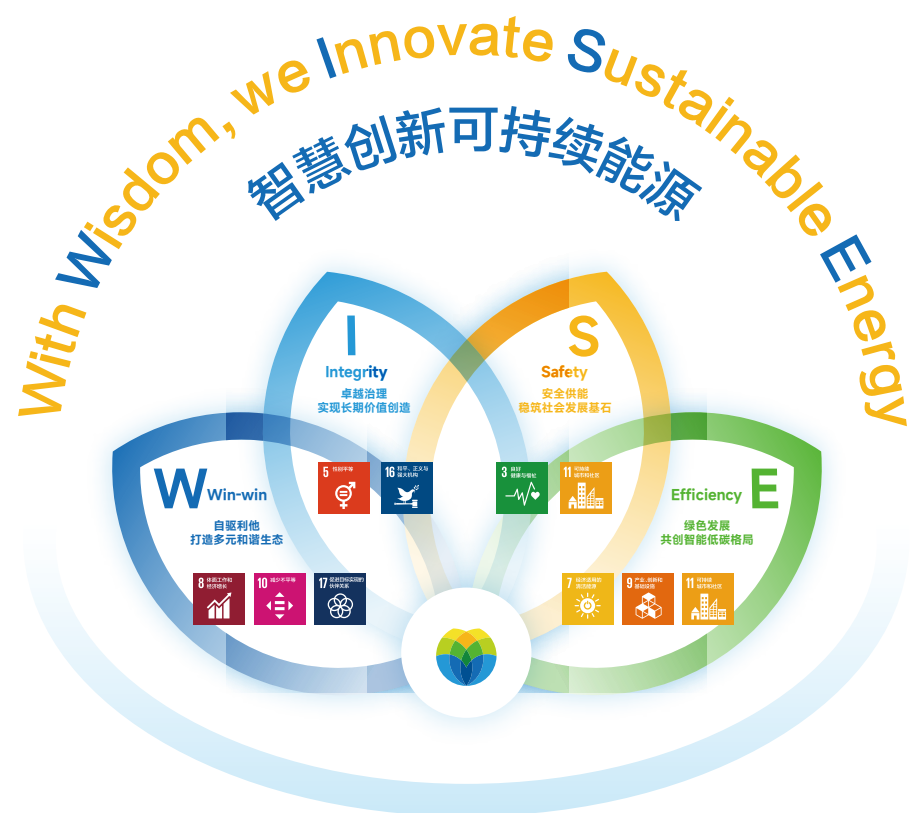 With Wisdom, we Innovate Sustainable Energy
智慧创新可持续能源
I
Integrity
卓越治理
实现长期价值创造
5 性别平等
16 和平、正义与
强大机构
S
Safety
安全供能
稳筑社会发展基石
3 良好
健康与福祉
11 可持续
城市和社区
W Win-win
自驱利他
打造多元和谐生态
8 体面工作和
经济增长
10 减少不平等
17 促进目标实现的
伙伴关系
Efficiency E
绿色发展
共创智能低碳格局
7 经济适用的
清洁能源
9 产业、创新和
基础设施
11 可持续
城市和社区